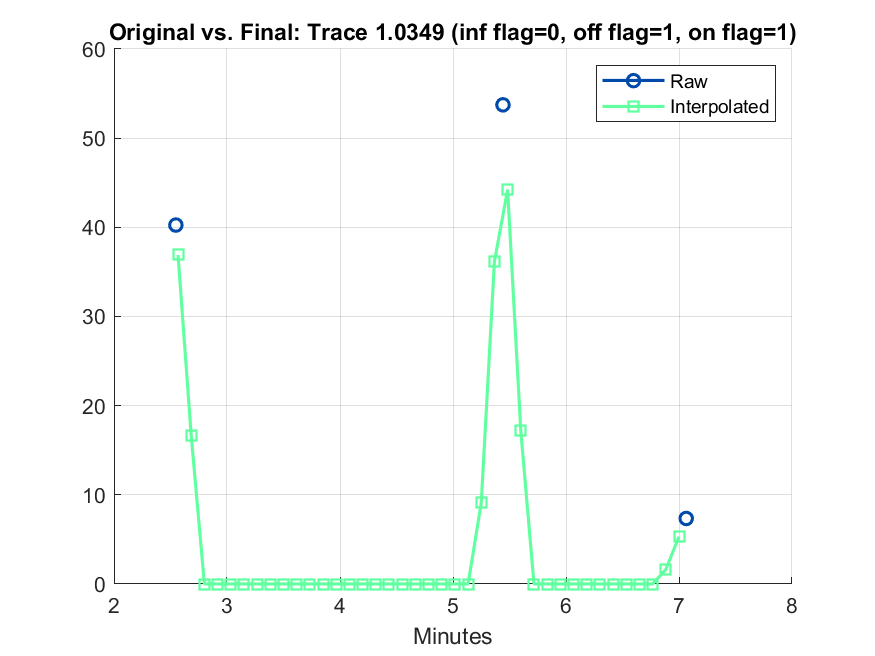 Original vs. Final: Trace 1.0349 (inf flag=0, off flag=1, on flag=1)
60
50
40
30
20
10
0
Raw
Interpolated
2 3 4 5 6 7 8
Minutes